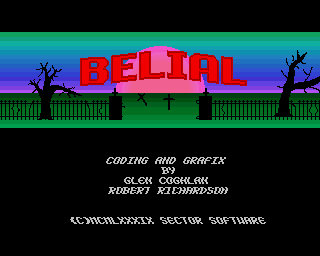 BELIAL
CODING AND GRAFIX
BY
GLEN COGHLAN
ROBERT RICHARDSON
(C)MCMLXXXIX SECTOR SOFTWARE